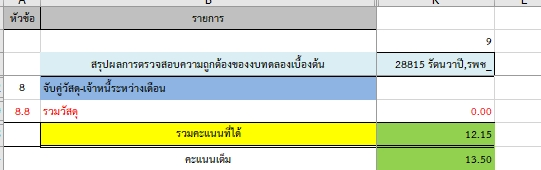 A B K L
หัวข้อ รายการ
9
สรุปผลการตรวจสอบความถูกต้องของงบทดลองเบื้องต้น 28815 รัตนวาปี,รพช_
8 จับคู่วัสดุ-เจ้าหนี้ระหว่างเดือน
8.8 รวมวัสดุ 0.00
รวมคะแนนที่ได้ 12.15
คะแนนเต็ม 13.50